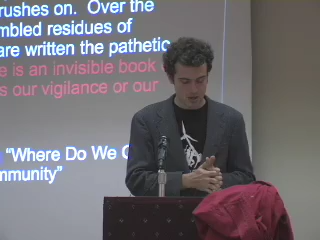 rushes on. Over the
mbled residues of
are written the pathetic
e is an invisible book
s our vigilance or our
"Where Do We G
mmunity"